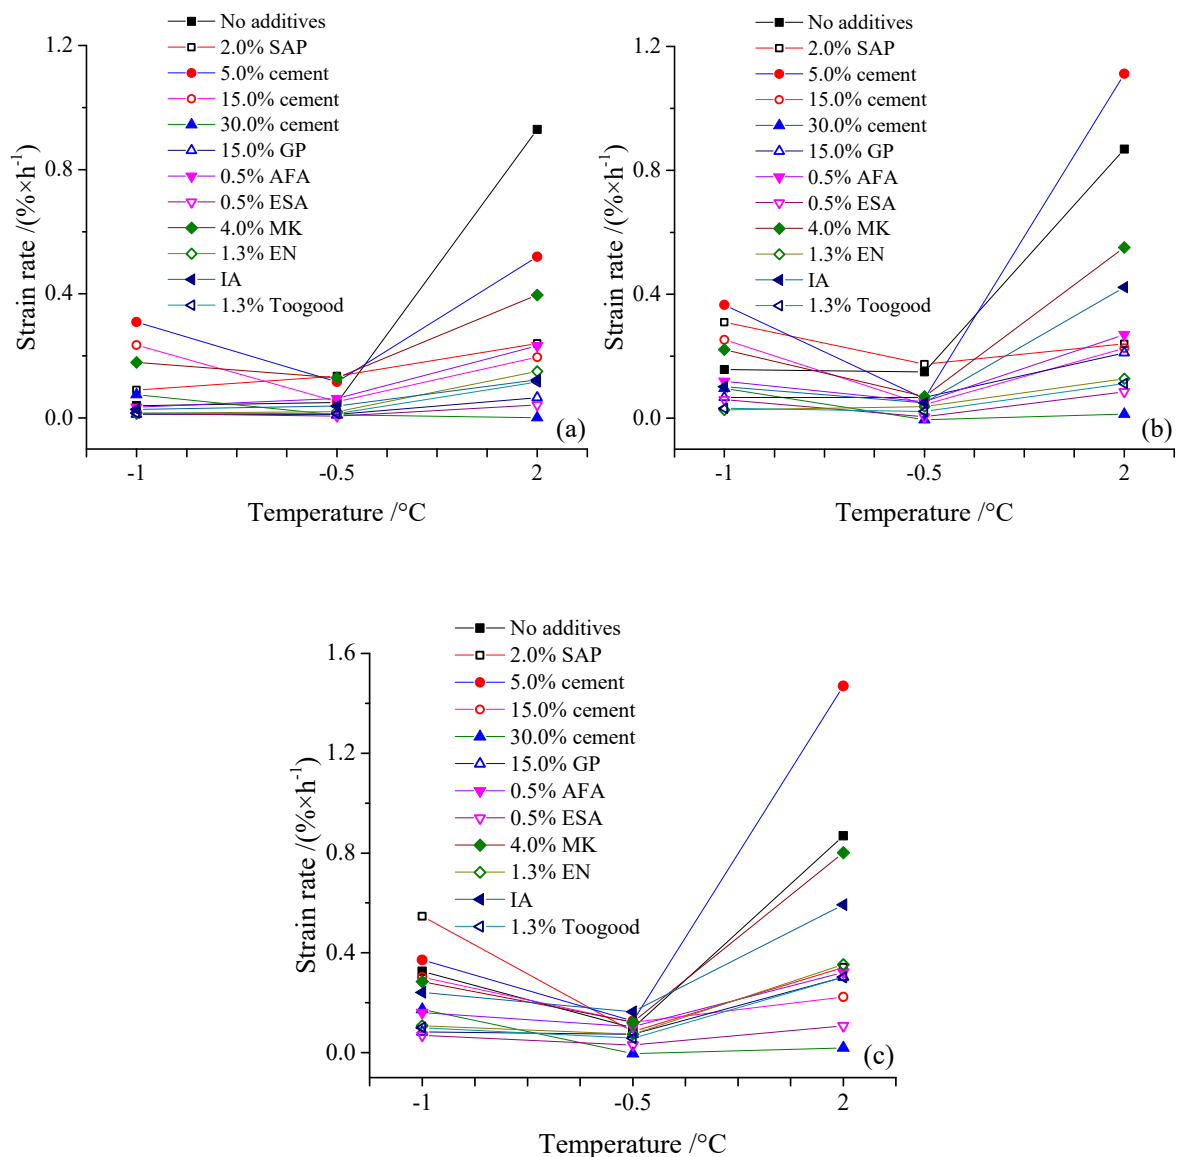 No additives
2.0% SAP
5.0% cement
15.0% cement
30.0% cement
15.0% GP
0.5% AFA
0.5% ESA
4.0% MK
1.3% EN
IA
1.3% Toogood
1.2
0.8
0.4
0.0
Strain rate /(%×h⁻¹)
(a)
-1
-0.5
2
Temperature /°C
No additives
2.0% SAP
5.0% cement
15.0% cement
30.0% cement
15.0% GP
0.5% AFA
0.5% ESA
4.0% MK
1.3% EN
IA
1.3% Toogood
1.2
0.8
0.4
0.0
Strain rate /(%×h⁻¹)
(b)
-1
-0.5
2
Temperature /°C
No additives
2.0% SAP
5.0% cement
15.0% cement
30.0% cement
15.0% GP
0.5% AFA
0.5% ESA
4.0% MK
1.3% EN
IA
1.3% Toogood
1.6
1.2
0.8
0.4
0.0
Strain rate /(%×h⁻¹)
(c)
-1
-0.5
2
Temperature /°C